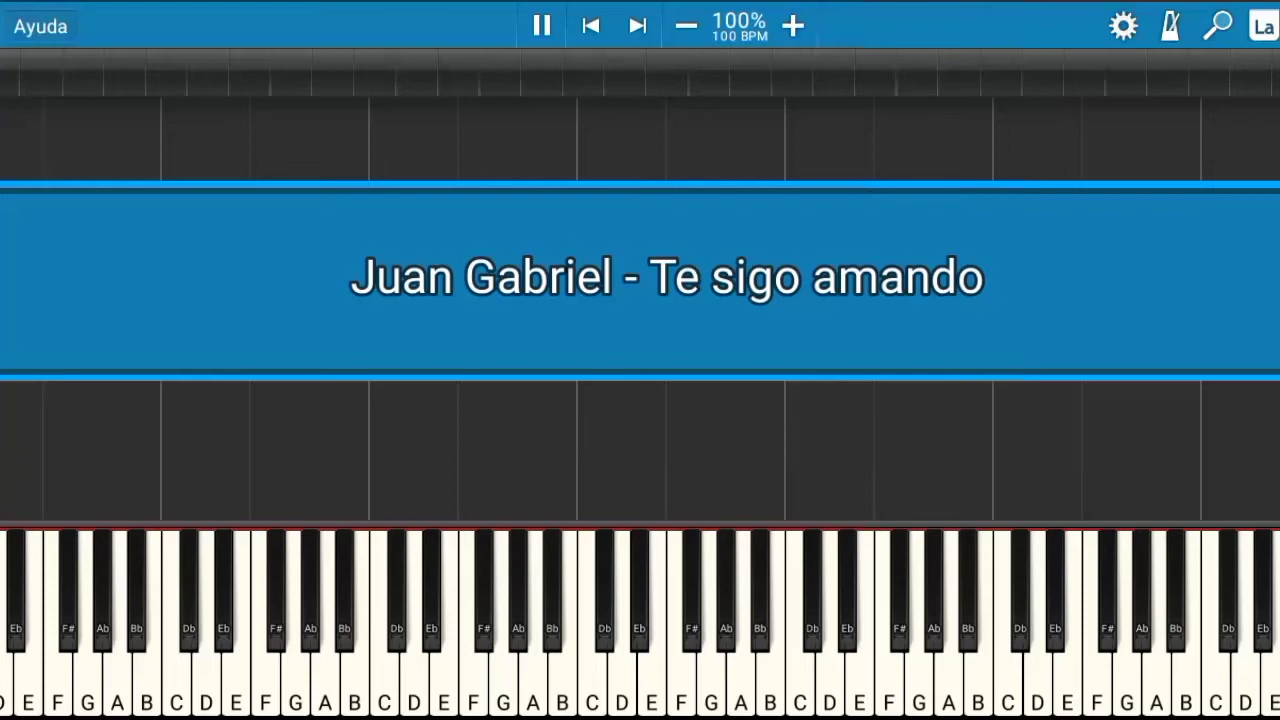 Ayuda
100%
100 BPM
La
Juan Gabriel - Te sigo amando
Eb F# Ab Bb Db Eb F# Ab Bb Db Eb F# Ab Bb Db Eb F# Ab Bb Db Eb F# Ab Bb Db Eb F# Ab Bb Db Eb
D E F G A B C D E F G A B C D E F G A B C D E F G A B C D E F G A B C D E F G A B C D E